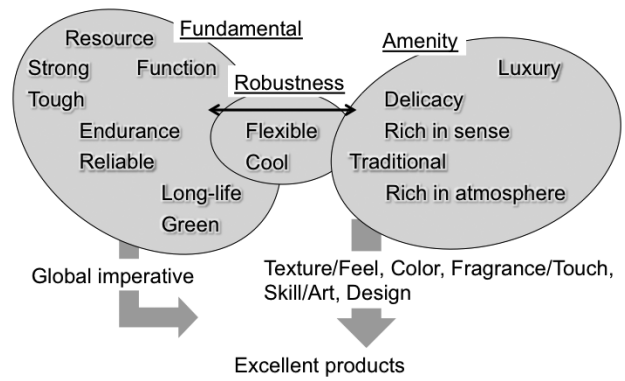 Fundamental
Resource
Strong
Function
Tough
Endurance
Reliable
Long-life
Green
Robustness
Flexible
Cool
Amenity
Luxury
Delicacy
Rich in sense
Traditional
Rich in atmosphere
Global imperative
Texture/Feel, Color, Fragrance/Touch,
Skill/Art, Design
Excellent products